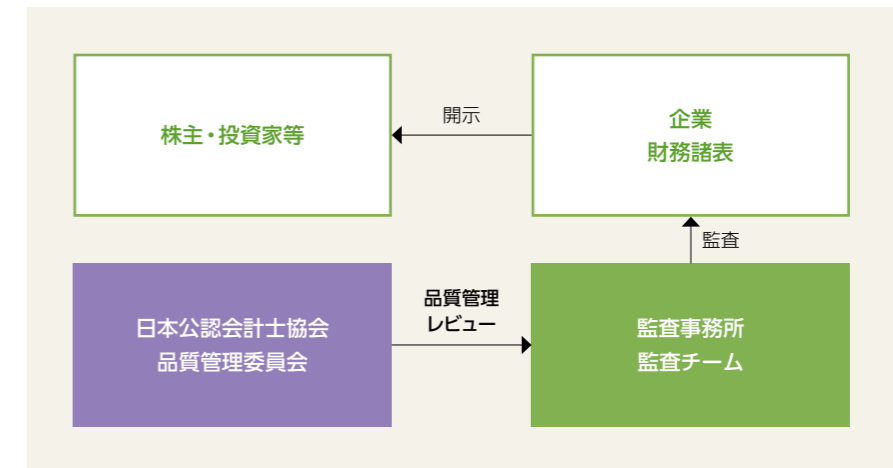 株主・投資家等
開示
企業
財務諸表
監査
日本公認会計士協会
品質管理委員会
品質管理
レビュー
監査事務所
監査チーム